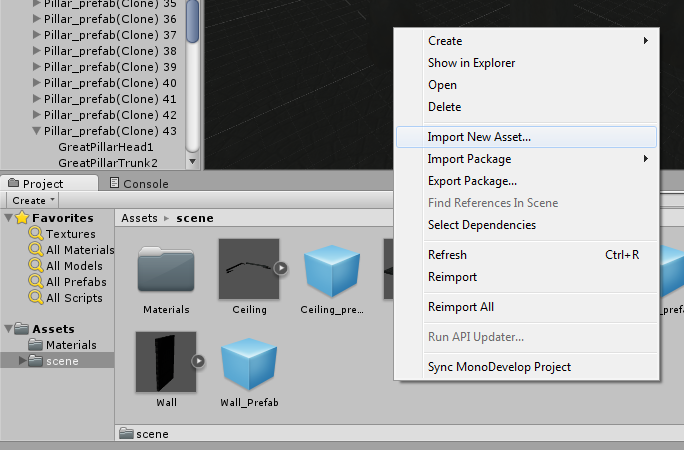 Pillar_prefab(Clone) 35
Pillar_prefab(Clone) 36
Pillar_prefab(Clone) 37
Pillar_prefab(Clone) 38
Pillar_prefab(Clone) 39
Pillar_prefab(Clone) 40
Pillar_prefab(Clone) 41
Pillar_prefab(Clone) 42
Pillar_prefab(Clone) 43
GreatPillarHead1
GreatPillarTrunk2
Create
Show in Explorer
Open
Delete
Import New Asset...
Import Package
Export Package...
Find References In Scene
Select Dependencies
Refresh Ctrl+R
Reimport
Reimport All
Run API Updater...
Sync MonoDevelop Project
Project Console
Create
Favorites
Textures
All Materials
All Models
All Prefabs
All Scripts
Assets
Materials
scene
Assets scene
Materials Ceiling Ceiling_pre...
Wall Wall_Prefab
scene